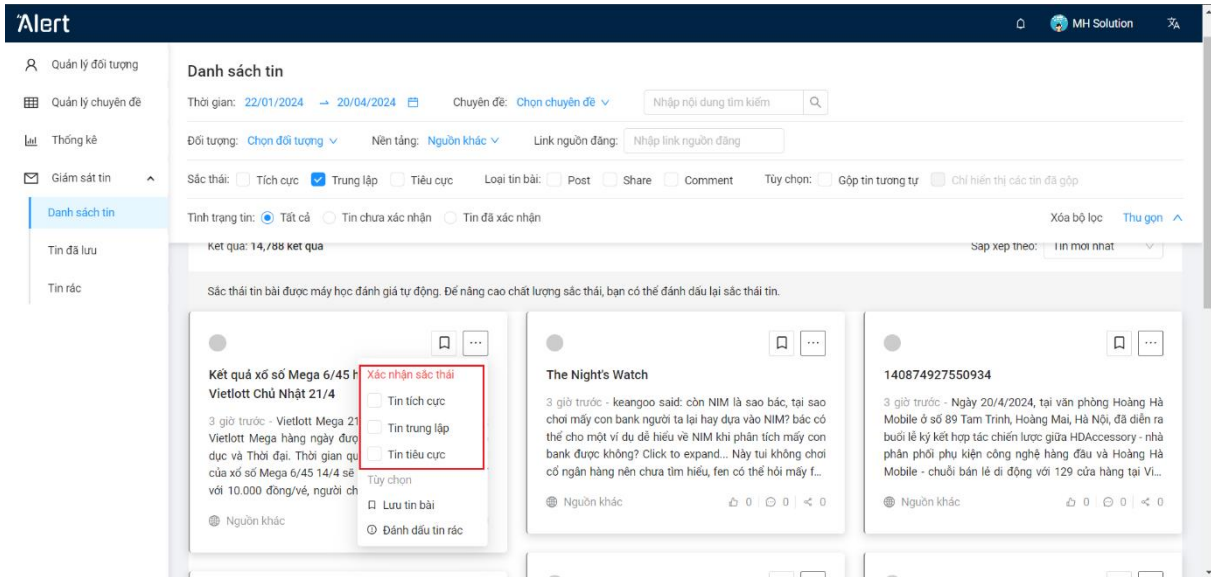 Alert
MH Solution
Quản lý đối tượng
Quản lý chuyên đề
Thống kê
Giám sát tin
Danh sách tin
Tin đã lưu
Tin rác
Danh sách tin
Thời gian: 22/01/2024 → 20/04/2024 Chuyên đề: Chọn chuyên đề Nhập nội dung tìm kiếm
Đối tượng: Chọn đối tượng Nền tảng: Nguồn khác Link nguồn đăng: Nhập link nguồn đăng
Sắc thái: Tích cực Trung lập Tiêu cực Loại tin bài: Post Share Comment Tùy chọn: Gộp tin tương tự Chỉ hiển thị các tin đã gộp
Tình trạng tin: Tất cả Tin chưa xác nhận Tin đã xác nhận Xóa bộ lọc Thu gọn
Kết quả: 14,788 kết quả Sắp xếp theo: Tin mới nhất
Sắc thái tin bài được máy học đánh giá tự động. Để nâng cao chất lượng sắc thái, bạn có thể đánh dấu lại sắc thái tin.
Kết quả xổ số Mega 6/45 h
Vietlott Chủ Nhật 21/4
3 giờ trước - Vietlott Mega 21
Vietlott Mega hàng ngày đượ
dục và Thời đại. Thời gian qu
của xổ số Mega 6/45 14/4 sẽ
với 10.000 đồng/vé, người ch
Nguồn khác
Xác nhận sắc thái
Tin tích cực
Tin trung lập
Tin tiêu cực
Tùy chọn
Lưu tin bài
Đánh dấu tin rác
The Night's Watch
3 giờ trước - keangoo said: còn NIM là sao bác, tại sao
chơi mấy con bank người ta lại hay dựa vào NIM? bác có
thể cho một ví dụ dễ hiểu về NIM khi phân tích mấy con
bank được không? Click to expand... Này tui không chơi
cổ ngân hàng nên chưa tìm hiểu, fen có thể hỏi mấy f...
Nguồn khác 0 0 0
140874927550934
3 giờ trước - Ngày 20/4/2024, tại văn phòng Hoàng Hà
Mobile ở số 89 Tam Trinh, Hoàng Mai, Hà Nội, đã diễn ra
buổi lễ ký kết hợp tác chiến lược giữa HDAccessory - nhà
phân phối phụ kiện công nghệ hàng đầu và Hoàng Hà
Mobile - chuỗi bán lẻ di động với 129 cửa hàng tại Vi...
Nguồn khác 0 0 0